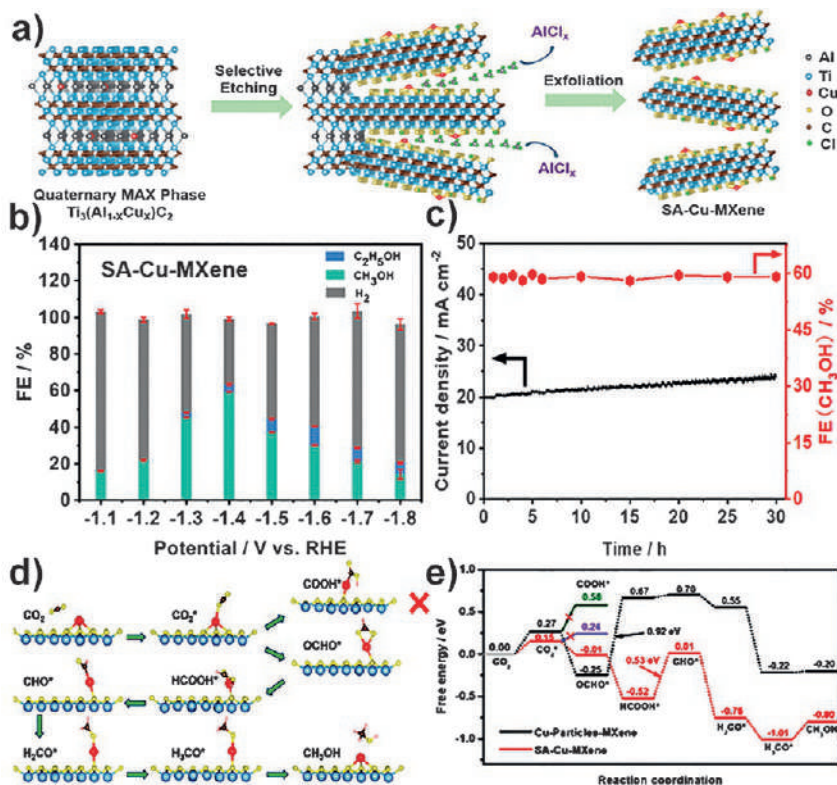 a)
Selective
Etching
AlClₓ
AlClₓ
Exfoliation
Al
Ti
Cu
O
C
Cl
Quaternary MAX Phase
Ti₃(Al₁₋ₓCuₓ)C₂
SA-Cu-MXene
b)
SA-Cu-MXene
C₂H₅OH
CH₃OH
H₂
FE / %
140
120
100
80
60
40
20
0
-1.1 -1.2 -1.3 -1.4 -1.5 -1.6 -1.7 -1.8
Potential / V vs. RHE
c)
Current density / mA cm⁻²
50
40
30
20
10
0
0 5 10 15 20 25 30
Time / h
60
45
30
15
0
FE(CH₃OH) / %
d)
CO₂
CO₂*
COOH*
OCHO*
HCOOH*
CHO*
H₂CO*
H₃CO*
CH₃OH
e)
Free energy / eV
1.0
0.5
0.0
-0.5
-1.0
0.00
CO₂
0.27
0.15
CO₂*
COOH*
0.58
0.24
-0.01
-0.25
OCHO*
0.67
0.92 eV
-0.52
HCOOH*
0.53 eV
0.70
0.01
CHO*
0.55
-0.76
H₂CO*
-0.22
-1.01
H₃CO*
-0.20
-0.80
CH₃OH
Cu-Particles-MXene
SA-Cu-MXene
Reaction coordination